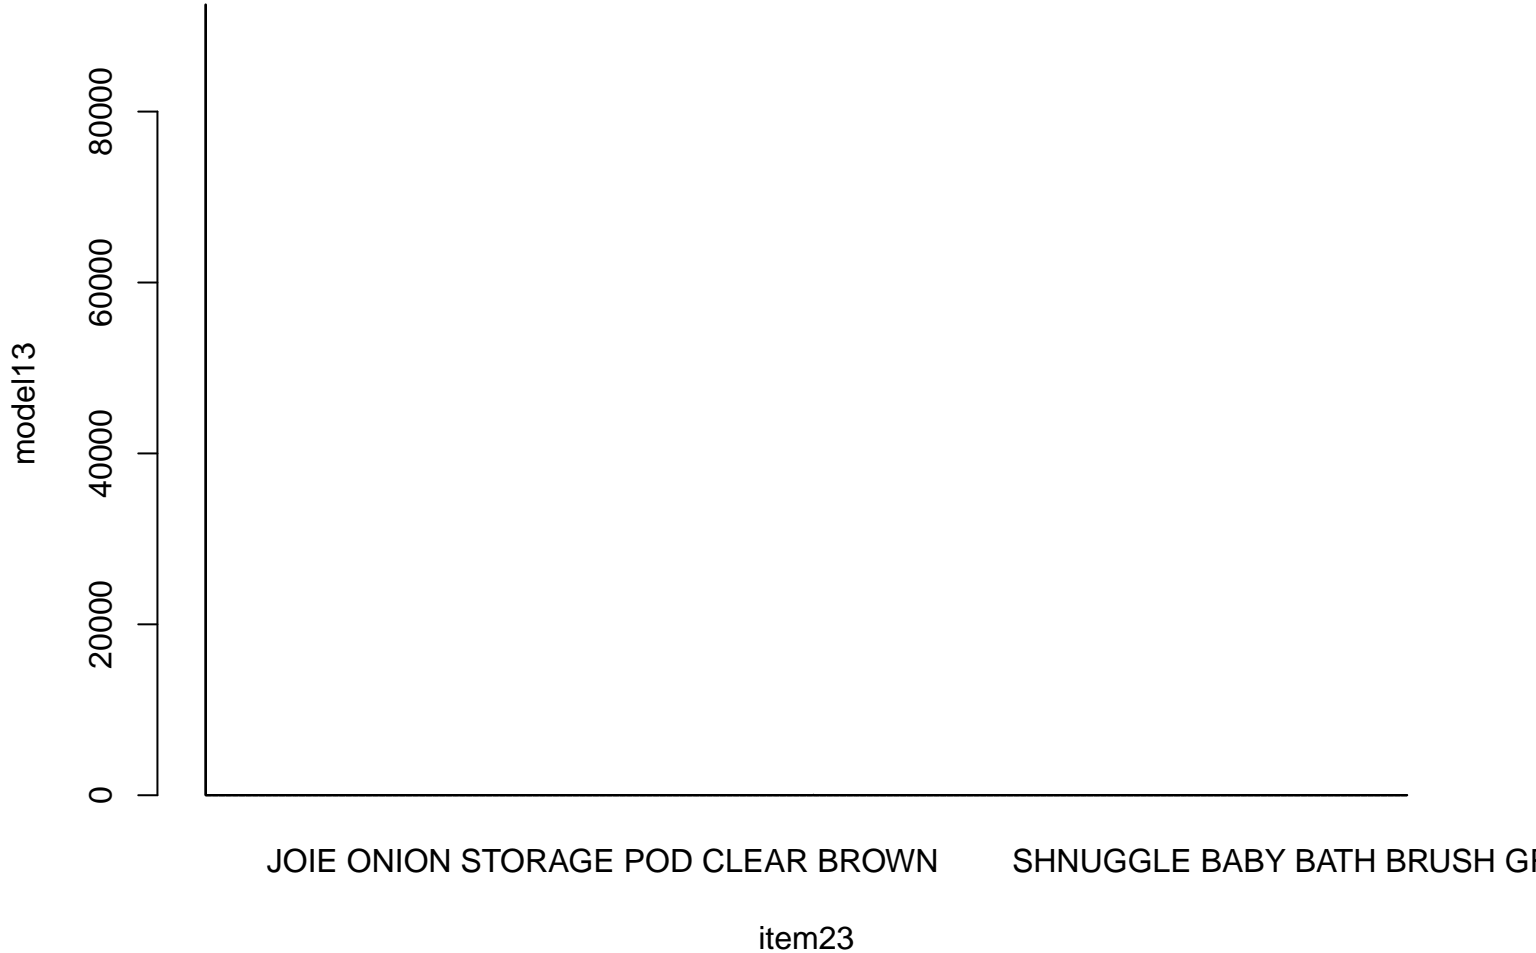 80000
60000
40000
20000
0
model13
JOIE ONION STORAGE POD CLEAR BROWN
SHNUGGLE BABY BATH BRUSH
item23